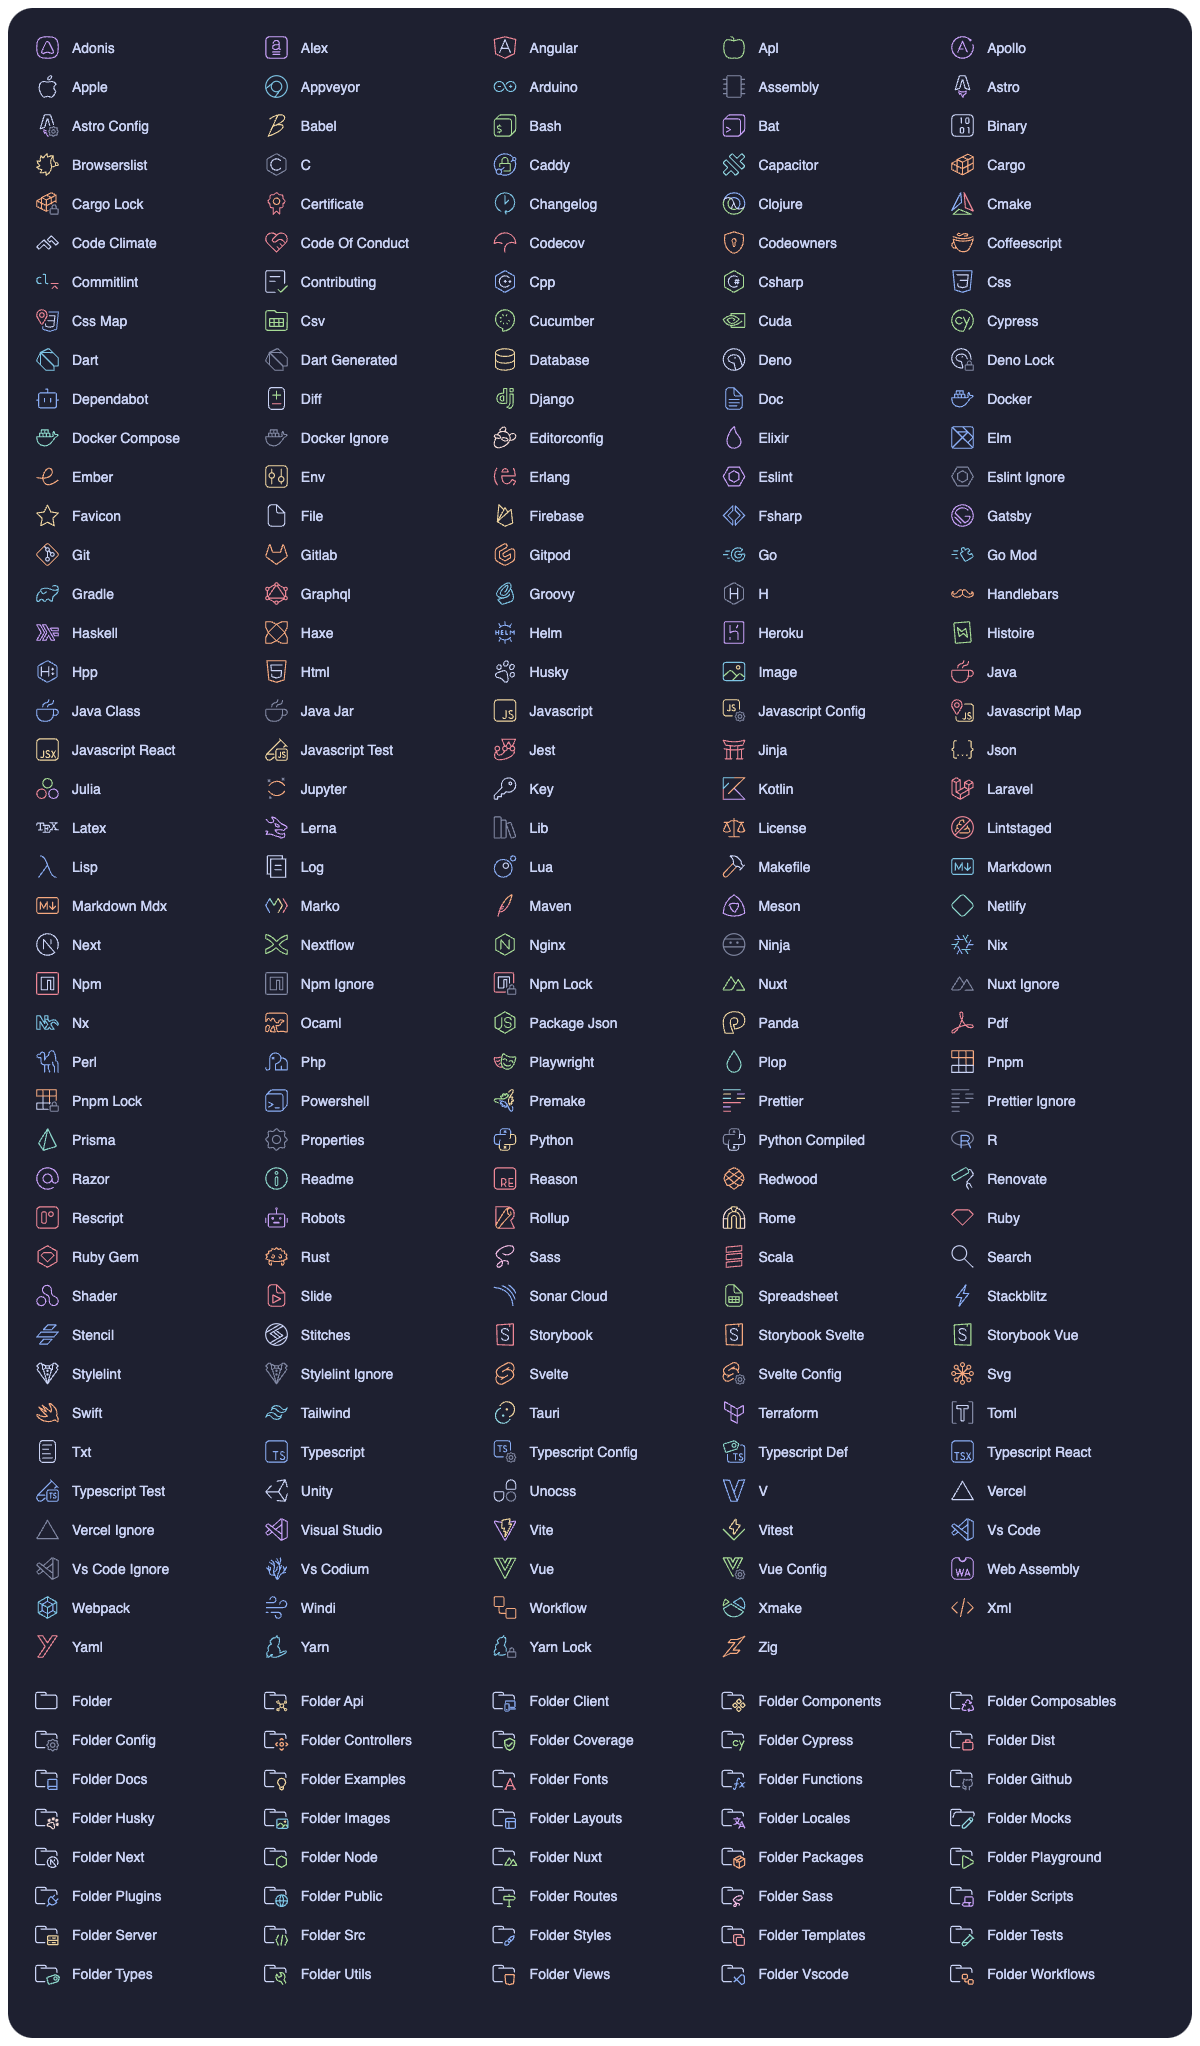 Adonis Alex Angular Apl Apollo
Apple Appveyor Arduino Assembly Astro
Astro Config Babel Bash Bat Binary
Browserslist C Caddy Capacitor Cargo
Cargo Lock Certificate Changelog Clojure Cmake
Code Climate Code Of Conduct Codecov Codeowners Coffeescript
Commitlint Contributing Cpp Csharp Css
Css Map Csv Cucumber Cuda Cypress
Dart Dart Generated Database Deno Deno Lock
Dependabot Diff Django Doc Docker
Docker Compose Docker Ignore Editorconfig Elixir Elm
Ember Env Erlang Eslint Eslint Ignore
Favicon File Firebase Fsharp Gatsby
Git Gitlab Gitpod Go Go Mod
Gradle Graphql Groovy H Handlebars
Haskell Haxe Helm Heroku Histoire
Hpp Html Husky Image Java
Java Class Java Jar Javascript Javascript Config Javascript Map
Javascript React Javascript Test Jest Jinja Json
Julia Jupyter Key Kotlin Laravel
Latex Lerna Lib License Lintstaged
Lisp Log Lua Makefile Markdown
Markdown Mdx Marko Maven Meson Netlify
Next Nextflow Nginx Ninja Nix
Npm Npm Ignore Npm Lock Nuxt Nuxt Ignore
Nx Ocaml Package Json Panda Pdf
Perl Php Playwright Plop Pnpm
Pnpm Lock Powershell Premake Prettier Prettier Ignore
Prisma Properties Python Python Compiled R
Razor Readme Reason Redwood Renovate
Rescript Robots Rollup Rome Ruby
Ruby Gem Rust Sass Scala Search
Shader Slide Sonar Cloud Spreadsheet Stackblitz
Stencil Stitches Storybook Storybook Svelte Storybook Vue
Stylelint Stylelint Ignore Svelte Svelte Config Svg
Swift Tailwind Tauri Terraform Toml
Txt Typescript Typescript Config Typescript Def Typescript React
Typescript Test Unity Unocss V Vercel
Vercel Ignore Visual Studio Vite Vitest Vs Code
Vs Code Ignore Vs Codium Vue Vue Config Web Assembly
Webpack Windi Workflow Xmake Xml
Yaml Yarn Yarn Lock Zig
Folder Folder Api Folder Client Folder Components Folder Composables
Folder Config Folder Controllers Folder Coverage Folder Cypress Folder Dist
Folder Docs Folder Examples Folder Fonts Folder Functions Folder Github
Folder Husky Folder Images Folder Layouts Folder Locales Folder Mocks
Folder Next Folder Node Folder Nuxt Folder Packages Folder Playground
Folder Plugins Folder Public Folder Routes Folder Sass Folder Scripts
Folder Server Folder Src Folder Styles Folder Templates Folder Tests
Folder Types Folder Utils Folder Views Folder Vscode Folder Workflows